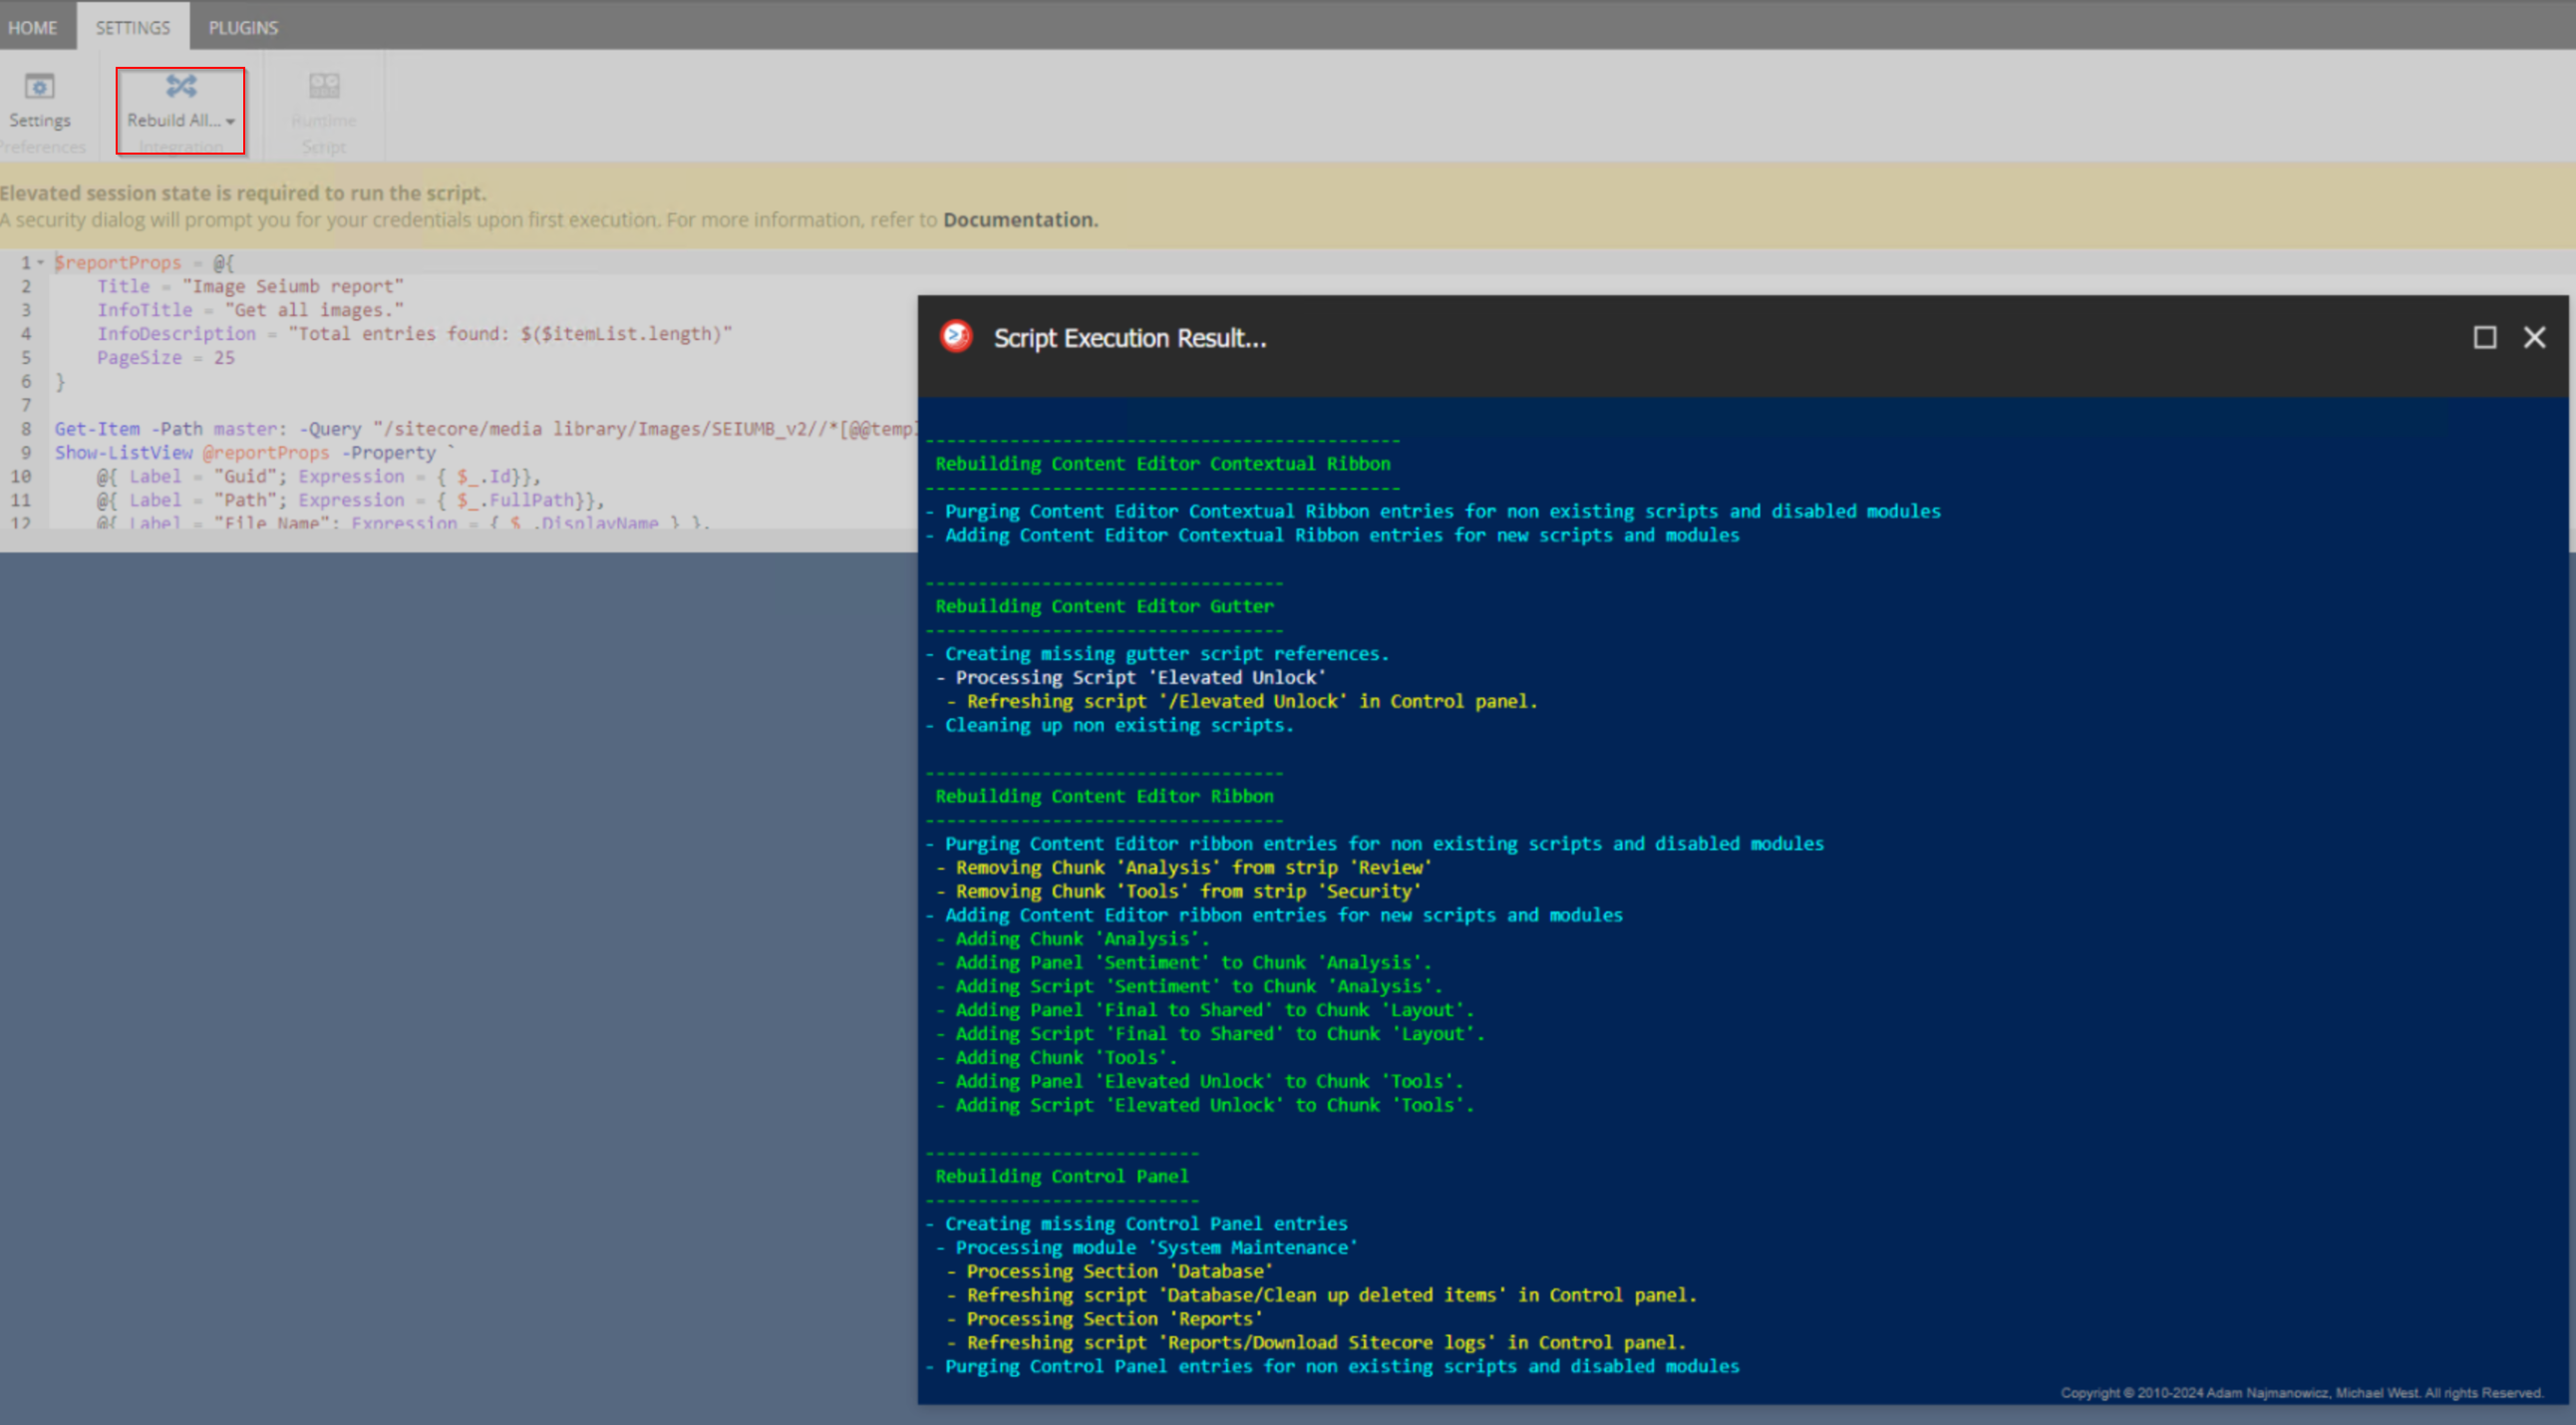 HOME SETTINGS PLUGINS
Settings Rebuild All... Runtime
Preferences Integration Script
Elevated session state is required to run the script.
A security dialog will prompt you for your credentials upon first execution. For more information, refer to Documentation.
1 $reportProps = @{
2 Title = "Image Seiumb report"
3 InfoTitle = "Get all images."
4 InfoDescription = "Total entries found: $($itemList.length)"
5 PageSize = 25
6 }
7
8 Get-Item -Path master: -Query "/sitecore/media library/Images/SEIUMB_v2//*[@@templ
9 Show-ListView @reportProps -Property `
10 @{ Label = "Guid"; Expression = { $_.Id}},
11 @{ Label = "Path"; Expression = { $_.FullPath}},
12 @{ Label = "File Name"; Expression = { $_.DisplayName } },
Script Execution Result...
---------------------------------------------
Rebuilding Content Editor Contextual Ribbon
---------------------------------------------
- Purging Content Editor Contextual Ribbon entries for non existing scripts and disabled modules
- Adding Content Editor Contextual Ribbon entries for new scripts and modules
----------------------------------
Rebuilding Content Editor Gutter
----------------------------------
- Creating missing gutter script references.
- Processing Script 'Elevated Unlock'
- Refreshing script '/Elevated Unlock' in Control panel.
- Cleaning up non existing scripts.
----------------------------------
Rebuilding Content Editor Ribbon
----------------------------------
- Purging Content Editor ribbon entries for non existing scripts and disabled modules
- Removing Chunk 'Analysis' from strip 'Review'
- Removing Chunk 'Tools' from strip 'Security'
- Adding Content Editor ribbon entries for new scripts and modules
- Adding Chunk 'Analysis'.
- Adding Panel 'Sentiment' to Chunk 'Analysis'.
- Adding Script 'Sentiment' to Chunk 'Analysis'.
- Adding Panel 'Final to Shared' to Chunk 'Layout'.
- Adding Script 'Final to Shared' to Chunk 'Layout'.
- Adding Chunk 'Tools'.
- Adding Panel 'Elevated Unlock' to Chunk 'Tools'.
- Adding Script 'Elevated Unlock' to Chunk 'Tools'.
--------------------------
Rebuilding Control Panel
--------------------------
- Creating missing Control Panel entries
- Processing module 'System Maintenance'
- Processing Section 'Database'
- Refreshing script 'Database/Clean up deleted items' in Control panel.
- Processing Section 'Reports'
- Refreshing script 'Reports/Download Sitecore logs' in Control panel.
- Purging Control Panel entries for non existing scripts and disabled modules
Copyright © 2010-2024 Adam Najmanowicz, Michael West. All rights Reserved.